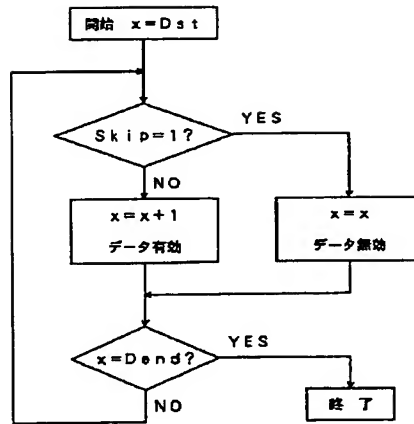 開始 x=Dst
Skip=1?
YES
NO
x=x+1
データ有効
x=x
データ無効
x=Dend?
YES
NO
終 了